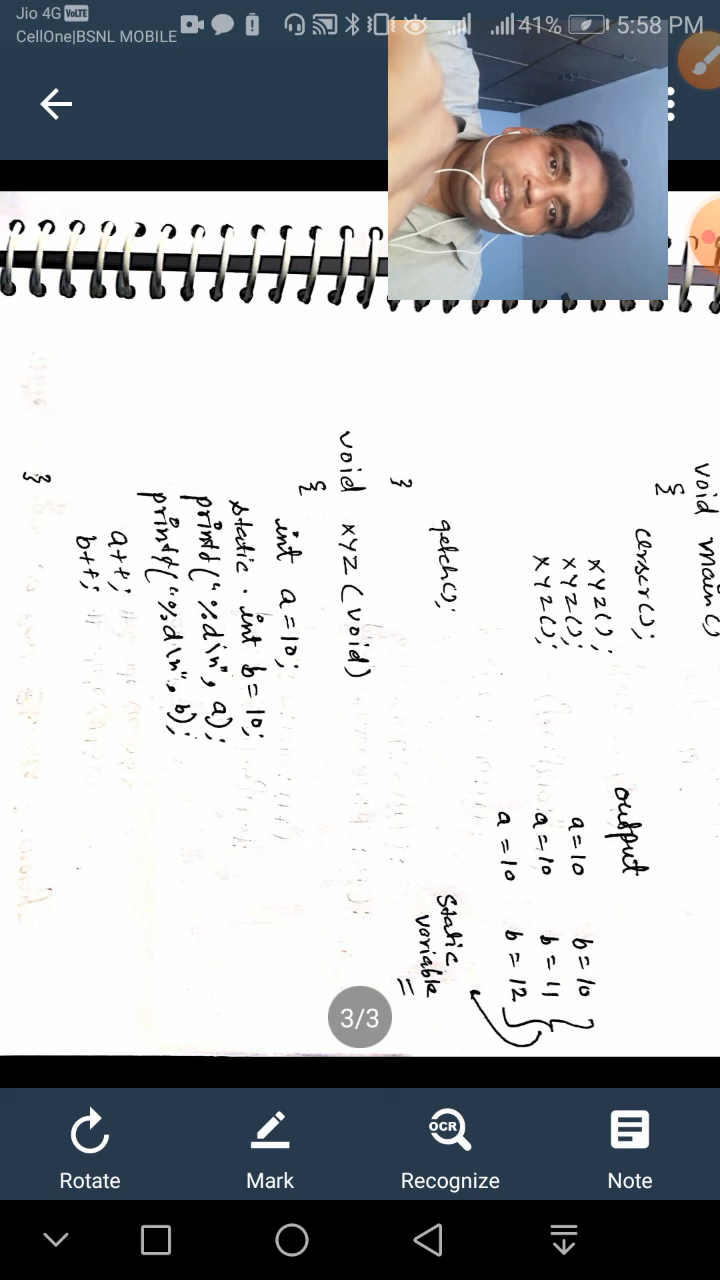 Jio 4G VoLTE
CellOne|BSNL MOBILE
41% 5:58 PM
void main()
{
clrscr();
xyz();
xyz();
xyz();
getch();
}
void xyz(void)
{
int a=10;
static int b=10;
printf("%d\n", a);
printf("%d\n", b);
a++;
b++;
}
output
a=10 b=10
a=10 b=11
a=10 b=12
static
variable
3/3
Rotate
Mark
OCR
Recognize
Note